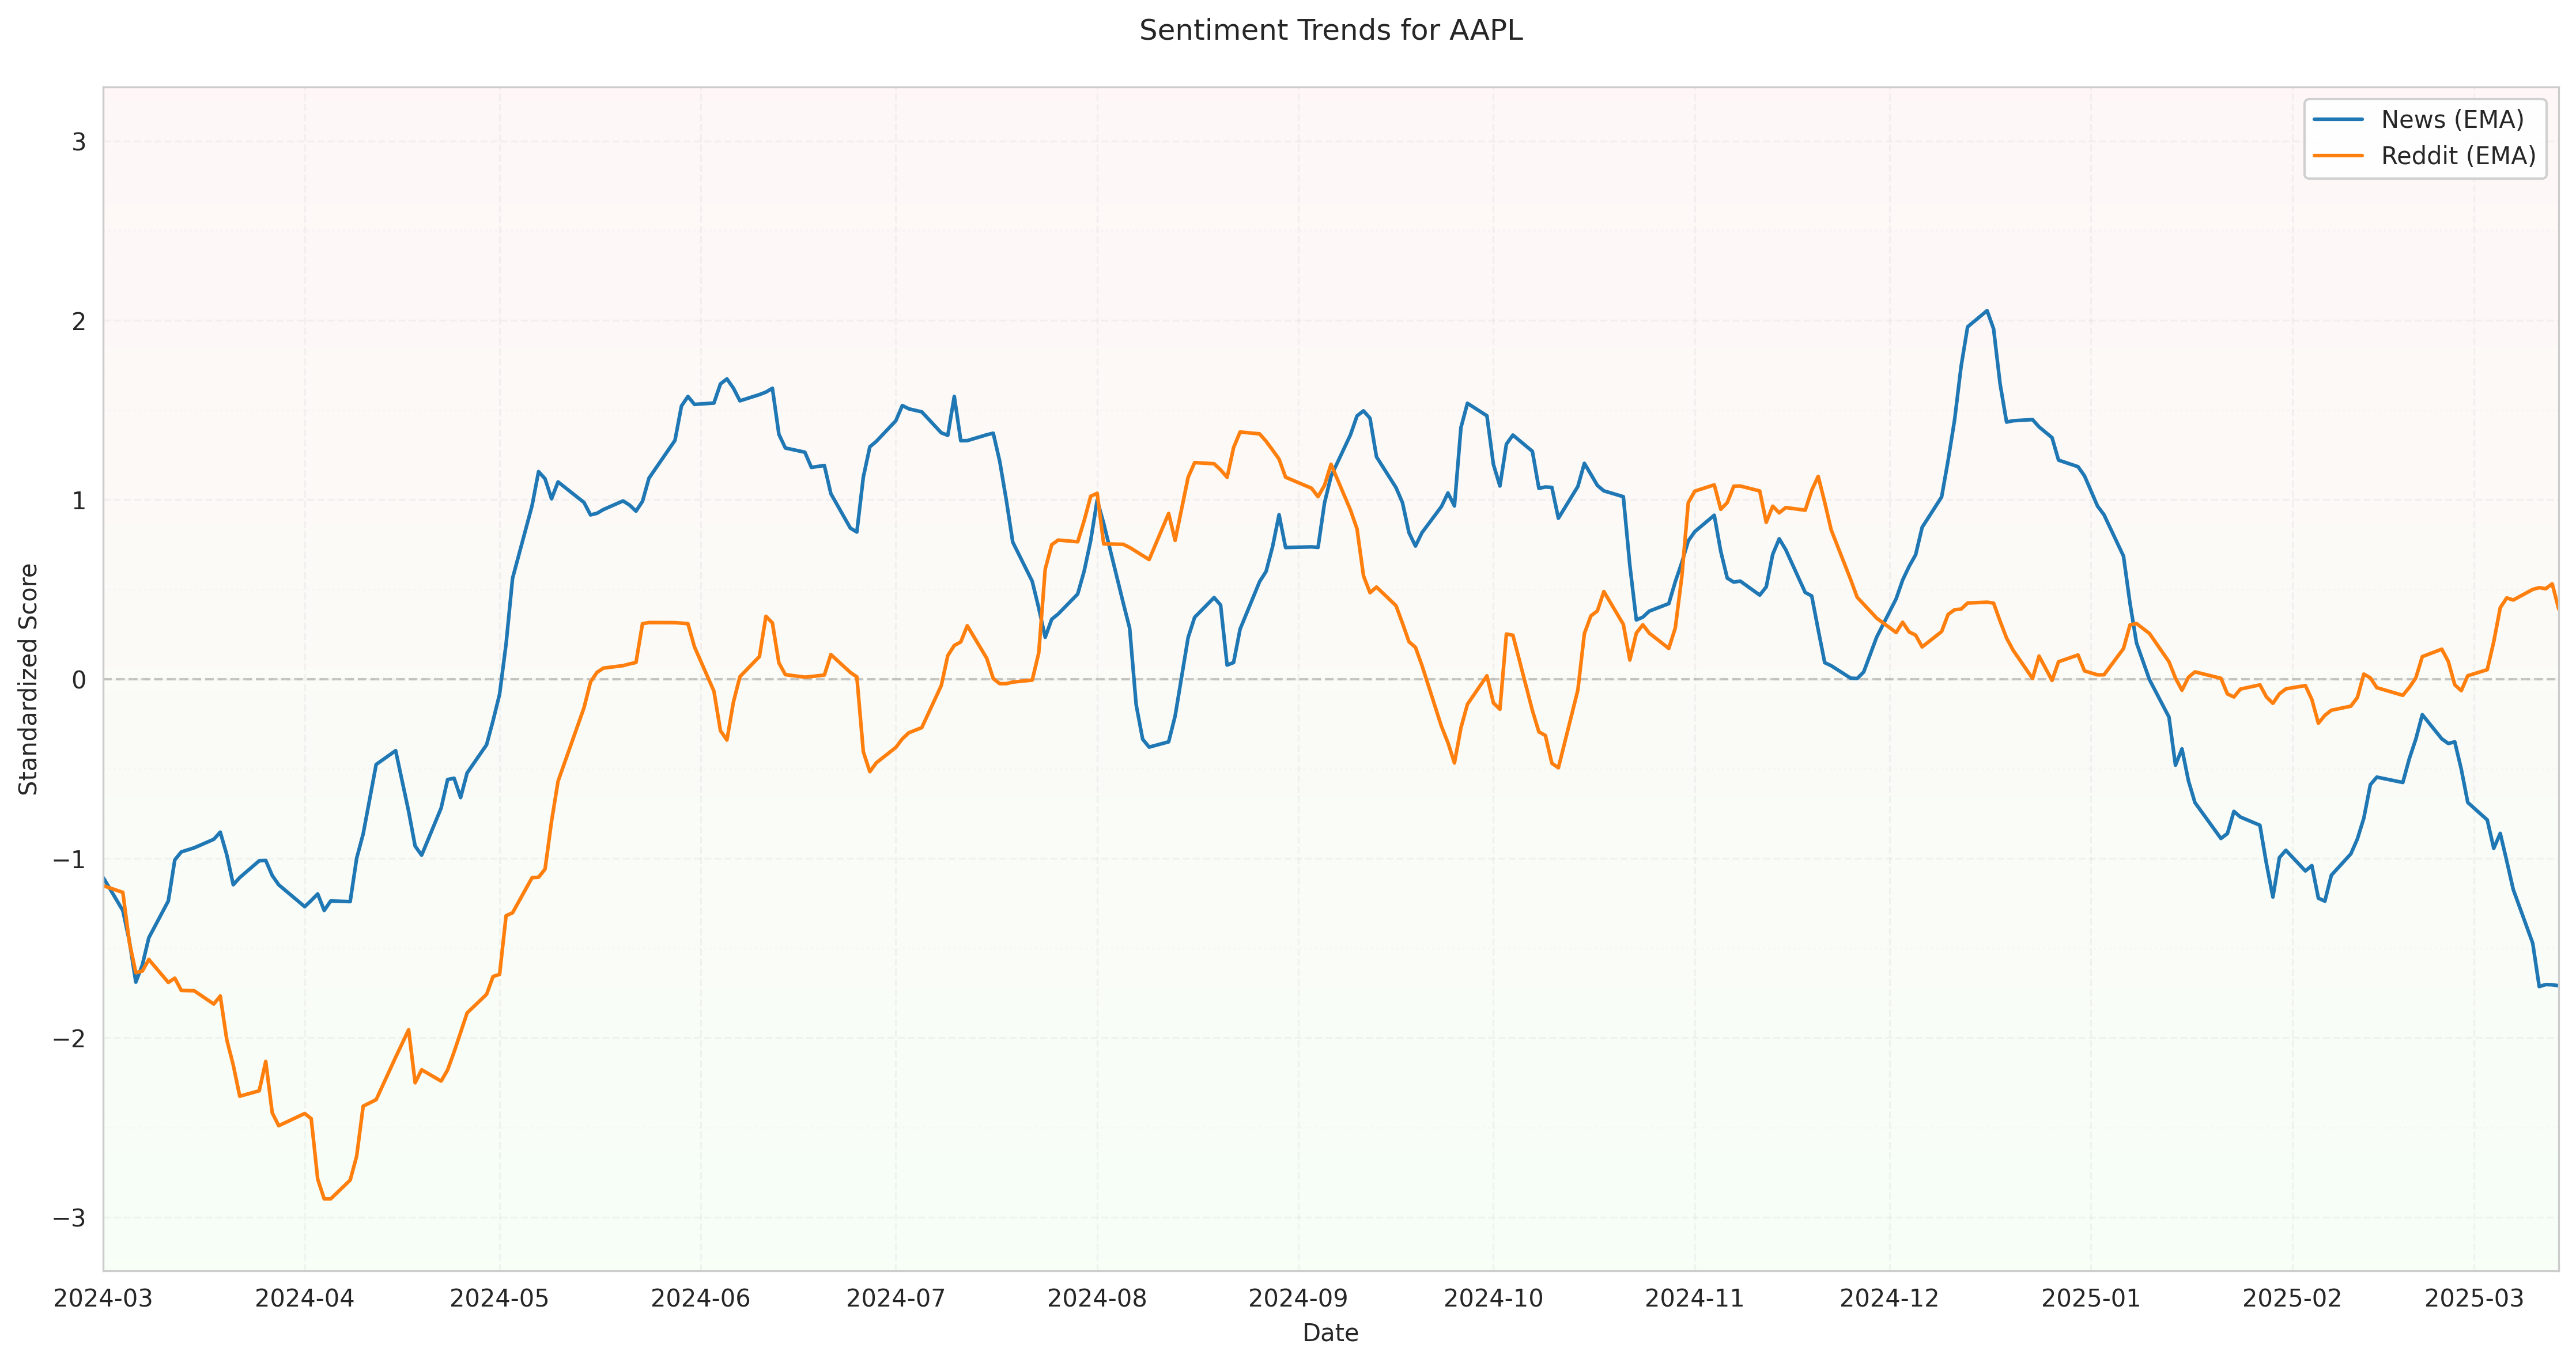 Sentiment Trends for AAPL
News (EMA)
Reddit (EMA)
3
2
1
0
−1
−2
−3
Standardized Score
2024-03 2024-04 2024-05 2024-06 2024-07 2024-08 2024-09 2024-10 2024-11 2024-12 2025-01 2025-02 2025-03
Date